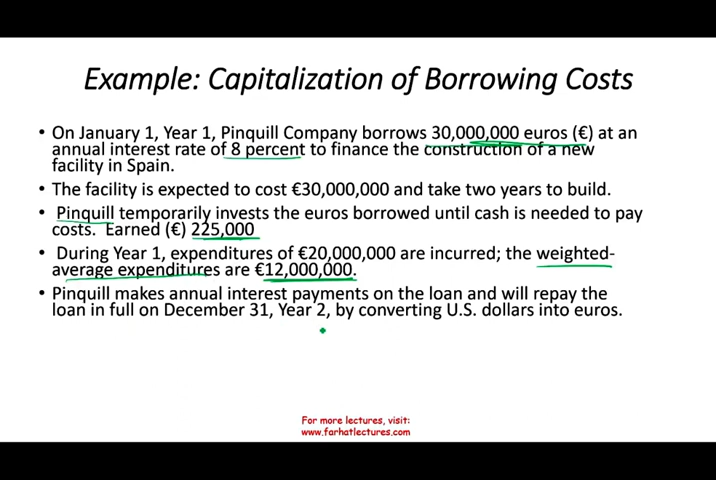 Example: Capitalization of Borrowing Costs
• On January 1, Year 1, Pinquill Company borrows 30,000,000 euros (€) at an
annual interest rate of 8 percent to finance the construction of a new
facility in Spain.
• The facility is expected to cost €30,000,000 and take two years to build.
• Pinquill temporarily invests the euros borrowed until cash is needed to pay
costs. Earned (€) 225,000
• During Year 1, expenditures of €20,000,000 are incurred; the weighted-
average expenditures are €12,000,000.
• Pinquill makes annual interest payments on the loan and will repay the
loan in full on December 31, Year 2, by converting U.S. dollars into euros.
For more lectures, visit:
www.farhatlectures.com